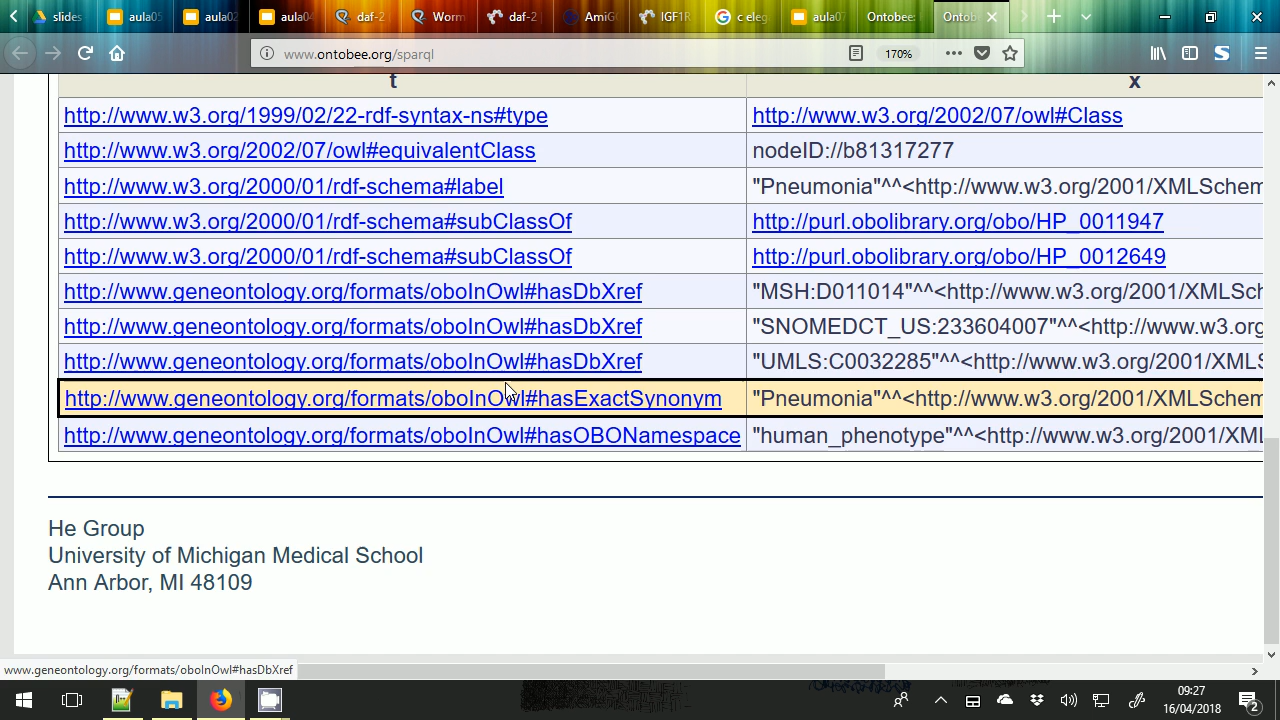 slides
aula05
aula02
aula04
daf-2
Worm
daf-2
AmiG
IGF1R
c eleg
aula07
Ontobee:
Ontob
www.ontobee.org/sparql
170%
t x
http://www.w3.org/1999/02/22-rdf-syntax-ns#type http://www.w3.org/2002/07/owl#Class
http://www.w3.org/2002/07/owl#equivalentClass nodeID://b81317277
http://www.w3.org/2000/01/rdf-schema#label "Pneumonia"^^<http://www.w3.org/2001/XMLSchem
http://www.w3.org/2000/01/rdf-schema#subClassOf http://purl.obolibrary.org/obo/HP_0011947
http://www.w3.org/2000/01/rdf-schema#subClassOf http://purl.obolibrary.org/obo/HP_0012649
http://www.geneontology.org/formats/oboInOwl#hasDbXref "MSH:D011014"^^<http://www.w3.org/2001/XMLSch
http://www.geneontology.org/formats/oboInOwl#hasDbXref "SNOMEDCT_US:233604007"^^<http://www.w3.org
http://www.geneontology.org/formats/oboInOwl#hasDbXref "UMLS:C0032285"^^<http://www.w3.org/2001/XMLS
http://www.geneontology.org/formats/oboInOwl#hasExactSynonym "Pneumonia"^^<http://www.w3.org/2001/XMLSchem
http://www.geneontology.org/formats/oboInOwl#hasOBONamespace "human_phenotype"^^<http://www.w3.org/2001/XML
He Group
University of Michigan Medical School
Ann Arbor, MI 48109
www.geneontology.org/formats/oboInOwl#hasDbXref
09:27
16/04/2018
2